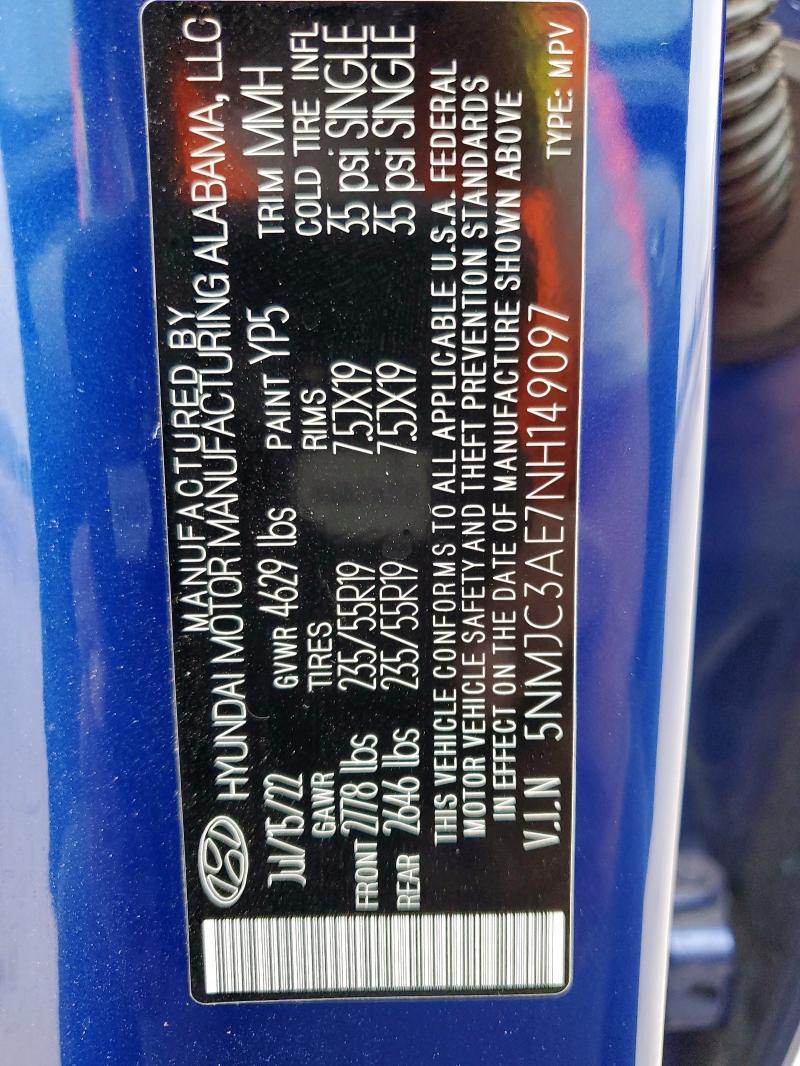 MANUFACTURED BY
HYUNDAI MOTOR MANUFACTURING ALABAMA, LLC
Jul/15/22 GVWR 4629 lbs PAINT YP5 TRIM MMH
GAWR TIRES RIMS COLD TIRE INFL
FRONT 2778 lbs 235/55R19 7.5JX19 35 psi SINGLE
REAR 2646 lbs 235/55R19 7.5JX19 35 psi SINGLE
THIS VEHICLE CONFORMS TO ALL APPLICABLE U.S.A. FEDERAL
MOTOR VEHICLE SAFETY AND THEFT PREVENTION STANDARDS
IN EFFECT ON THE DATE OF MANUFACTURE SHOWN ABOVE
V.I.N 5NMJC3AE7NH149097 TYPE: MPV